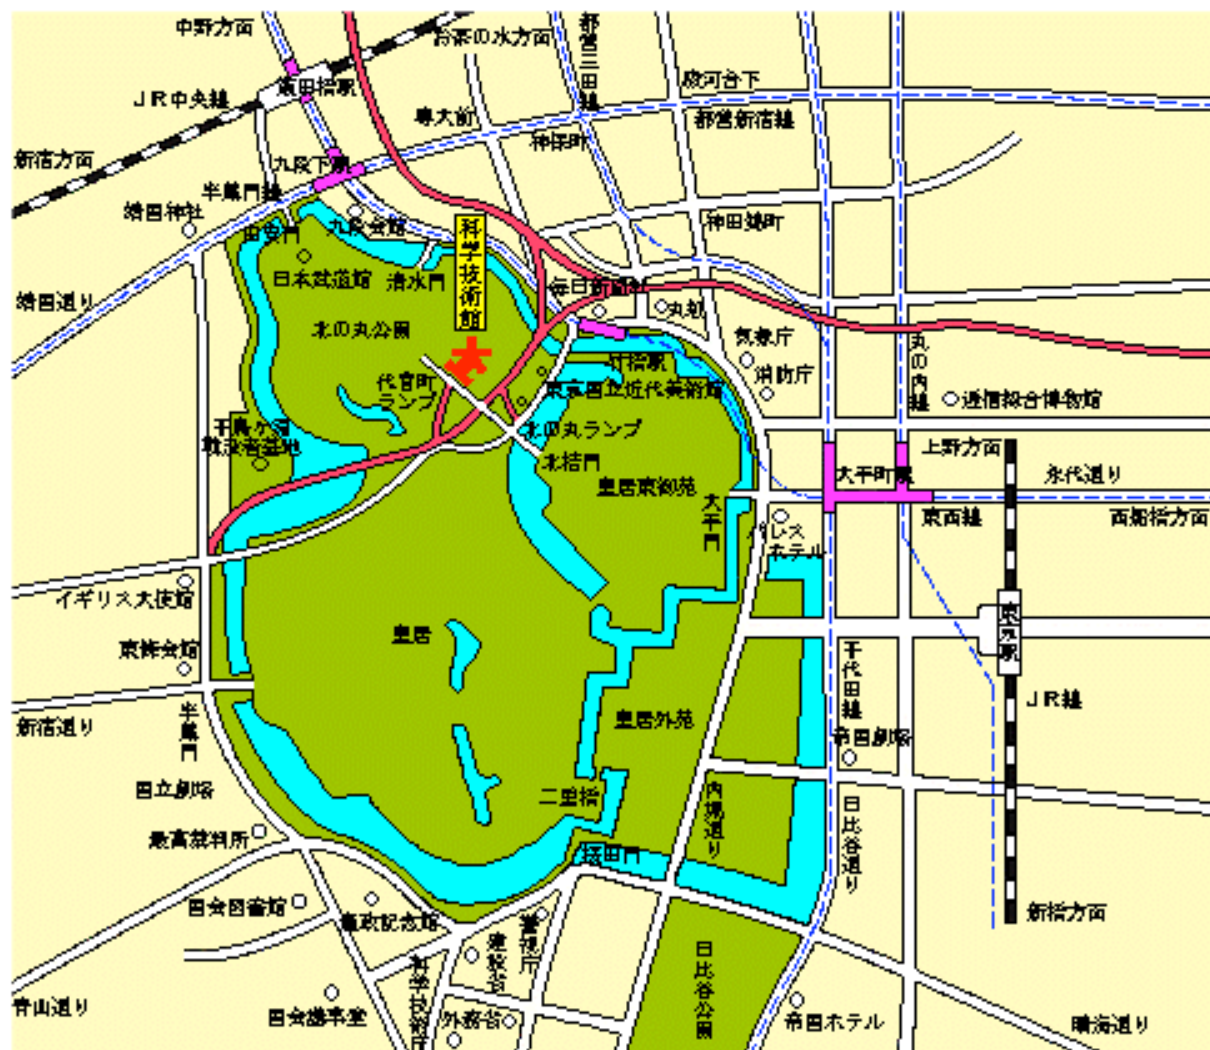 中野方面
お茶の水方面
都営三田線
飯田橋駅
駿河台下
JR中央線
専大前
都営新宿線
神保町
新宿方面
九段下駅
半蔵門線
靖国神社
九段会館
神田錦町
田安門
科学技術館
日本武道館
清水門
靖国通り
毎日新聞社
丸紅
北の丸公園
気象庁
丸の内線
竹橋駅
消防庁
代官町
ランプ
東京国立近代美術館
逓信総合博物館
千鳥ヶ淵
戦没者墓地
北の丸ランプ
上野方面
北桔門
大手町駅
永代通り
皇居東御苑
大手門
東西線
西船橋方面
パレス
ホテル
イギリス大使館
東京駅
皇居
東條会館
千代田線
JR線
新宿通り
半蔵門
皇居外苑
帝国劇場
国立劇場
二重橋
内堀通り
日比谷通り
最高裁判所
桜田門
国会図書館
憲政記念館
警視庁
建設省
新橋方面
日比谷公園
青山通り
国会議事堂
科学技術庁
外務省
帝国ホテル
晴海通り